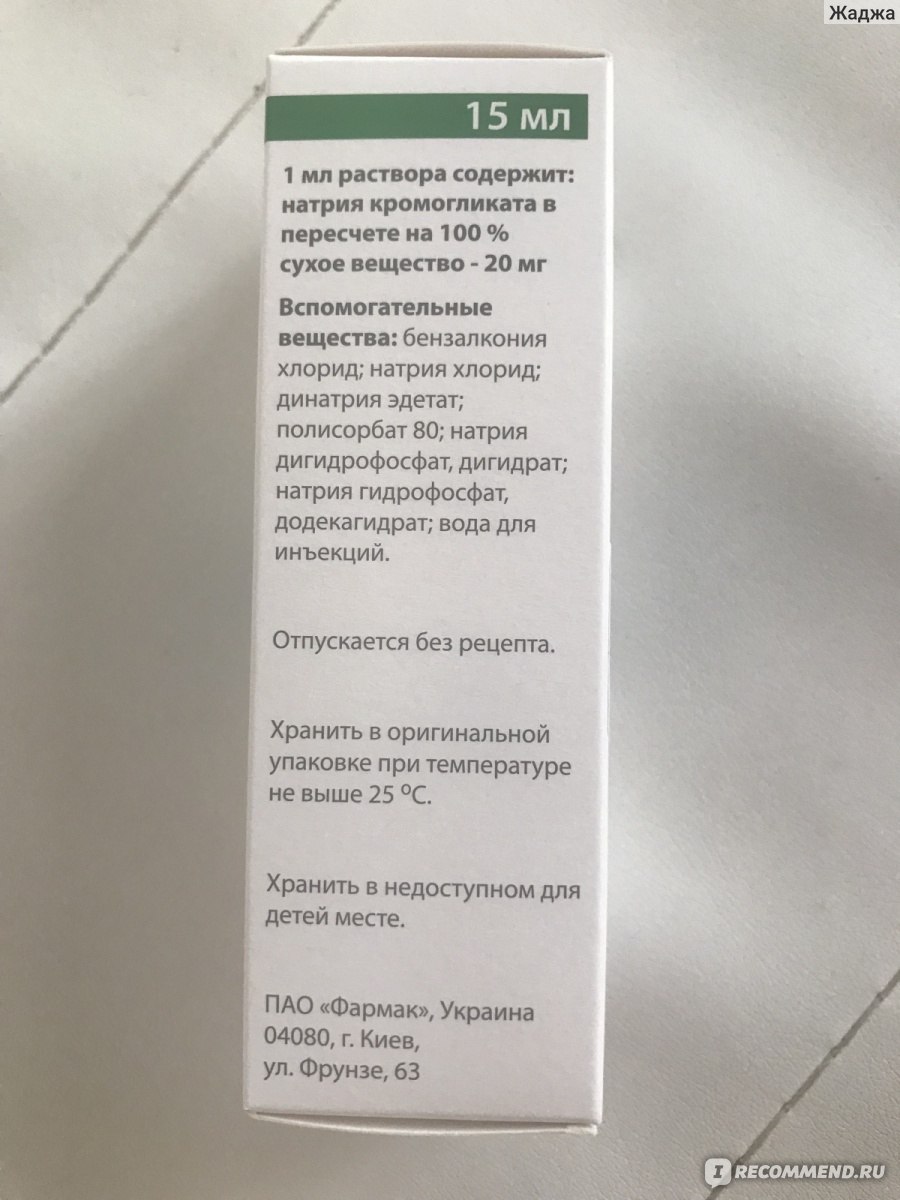 Жаджа
15 мл
1 мл раствора содержит:
натрия кромогликата в
пересчете на 100 %
сухое вещество - 20 мг
Вспомогательные
вещества: бензалкония
хлорид; натрия хлорид;
динатрия эдетат;
полисорбат 80; натрия
дигидрофосфат, дигидрат;
натрия гидрофосфат,
додекагидрат; вода для
инъекций.
Отпускается без рецепта.
Хранить в оригинальной
упаковке при температуре
не выше 25 ⁰С.
Хранить в недоступном для
детей месте.
ПАО «Фармак», Украина
04080, г. Киев,
ул. Фрунзе, 63
IRECOMMEND.RU